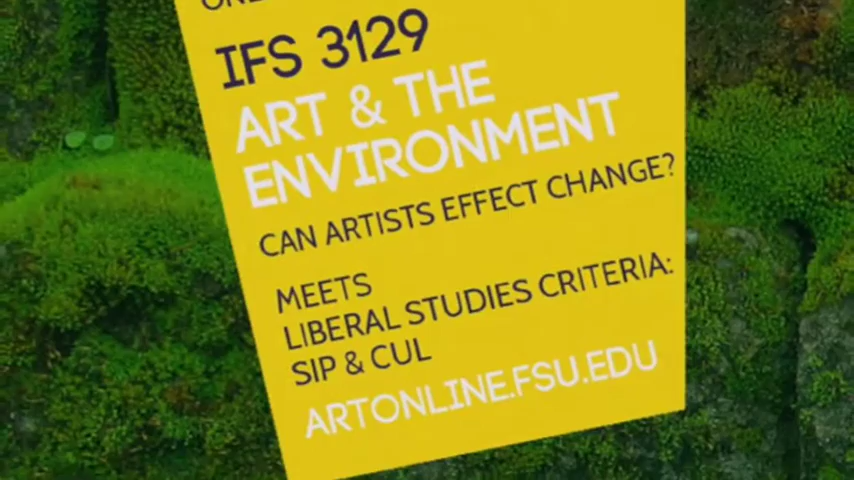 IFS 3129
ART & THE
ENVIRONMENT
CAN ARTISTS EFFECT CHANGE?
MEETS
LIBERAL STUDIES CRITERIA:
SIP & CUL
ARTONLINE.FSU.EDU